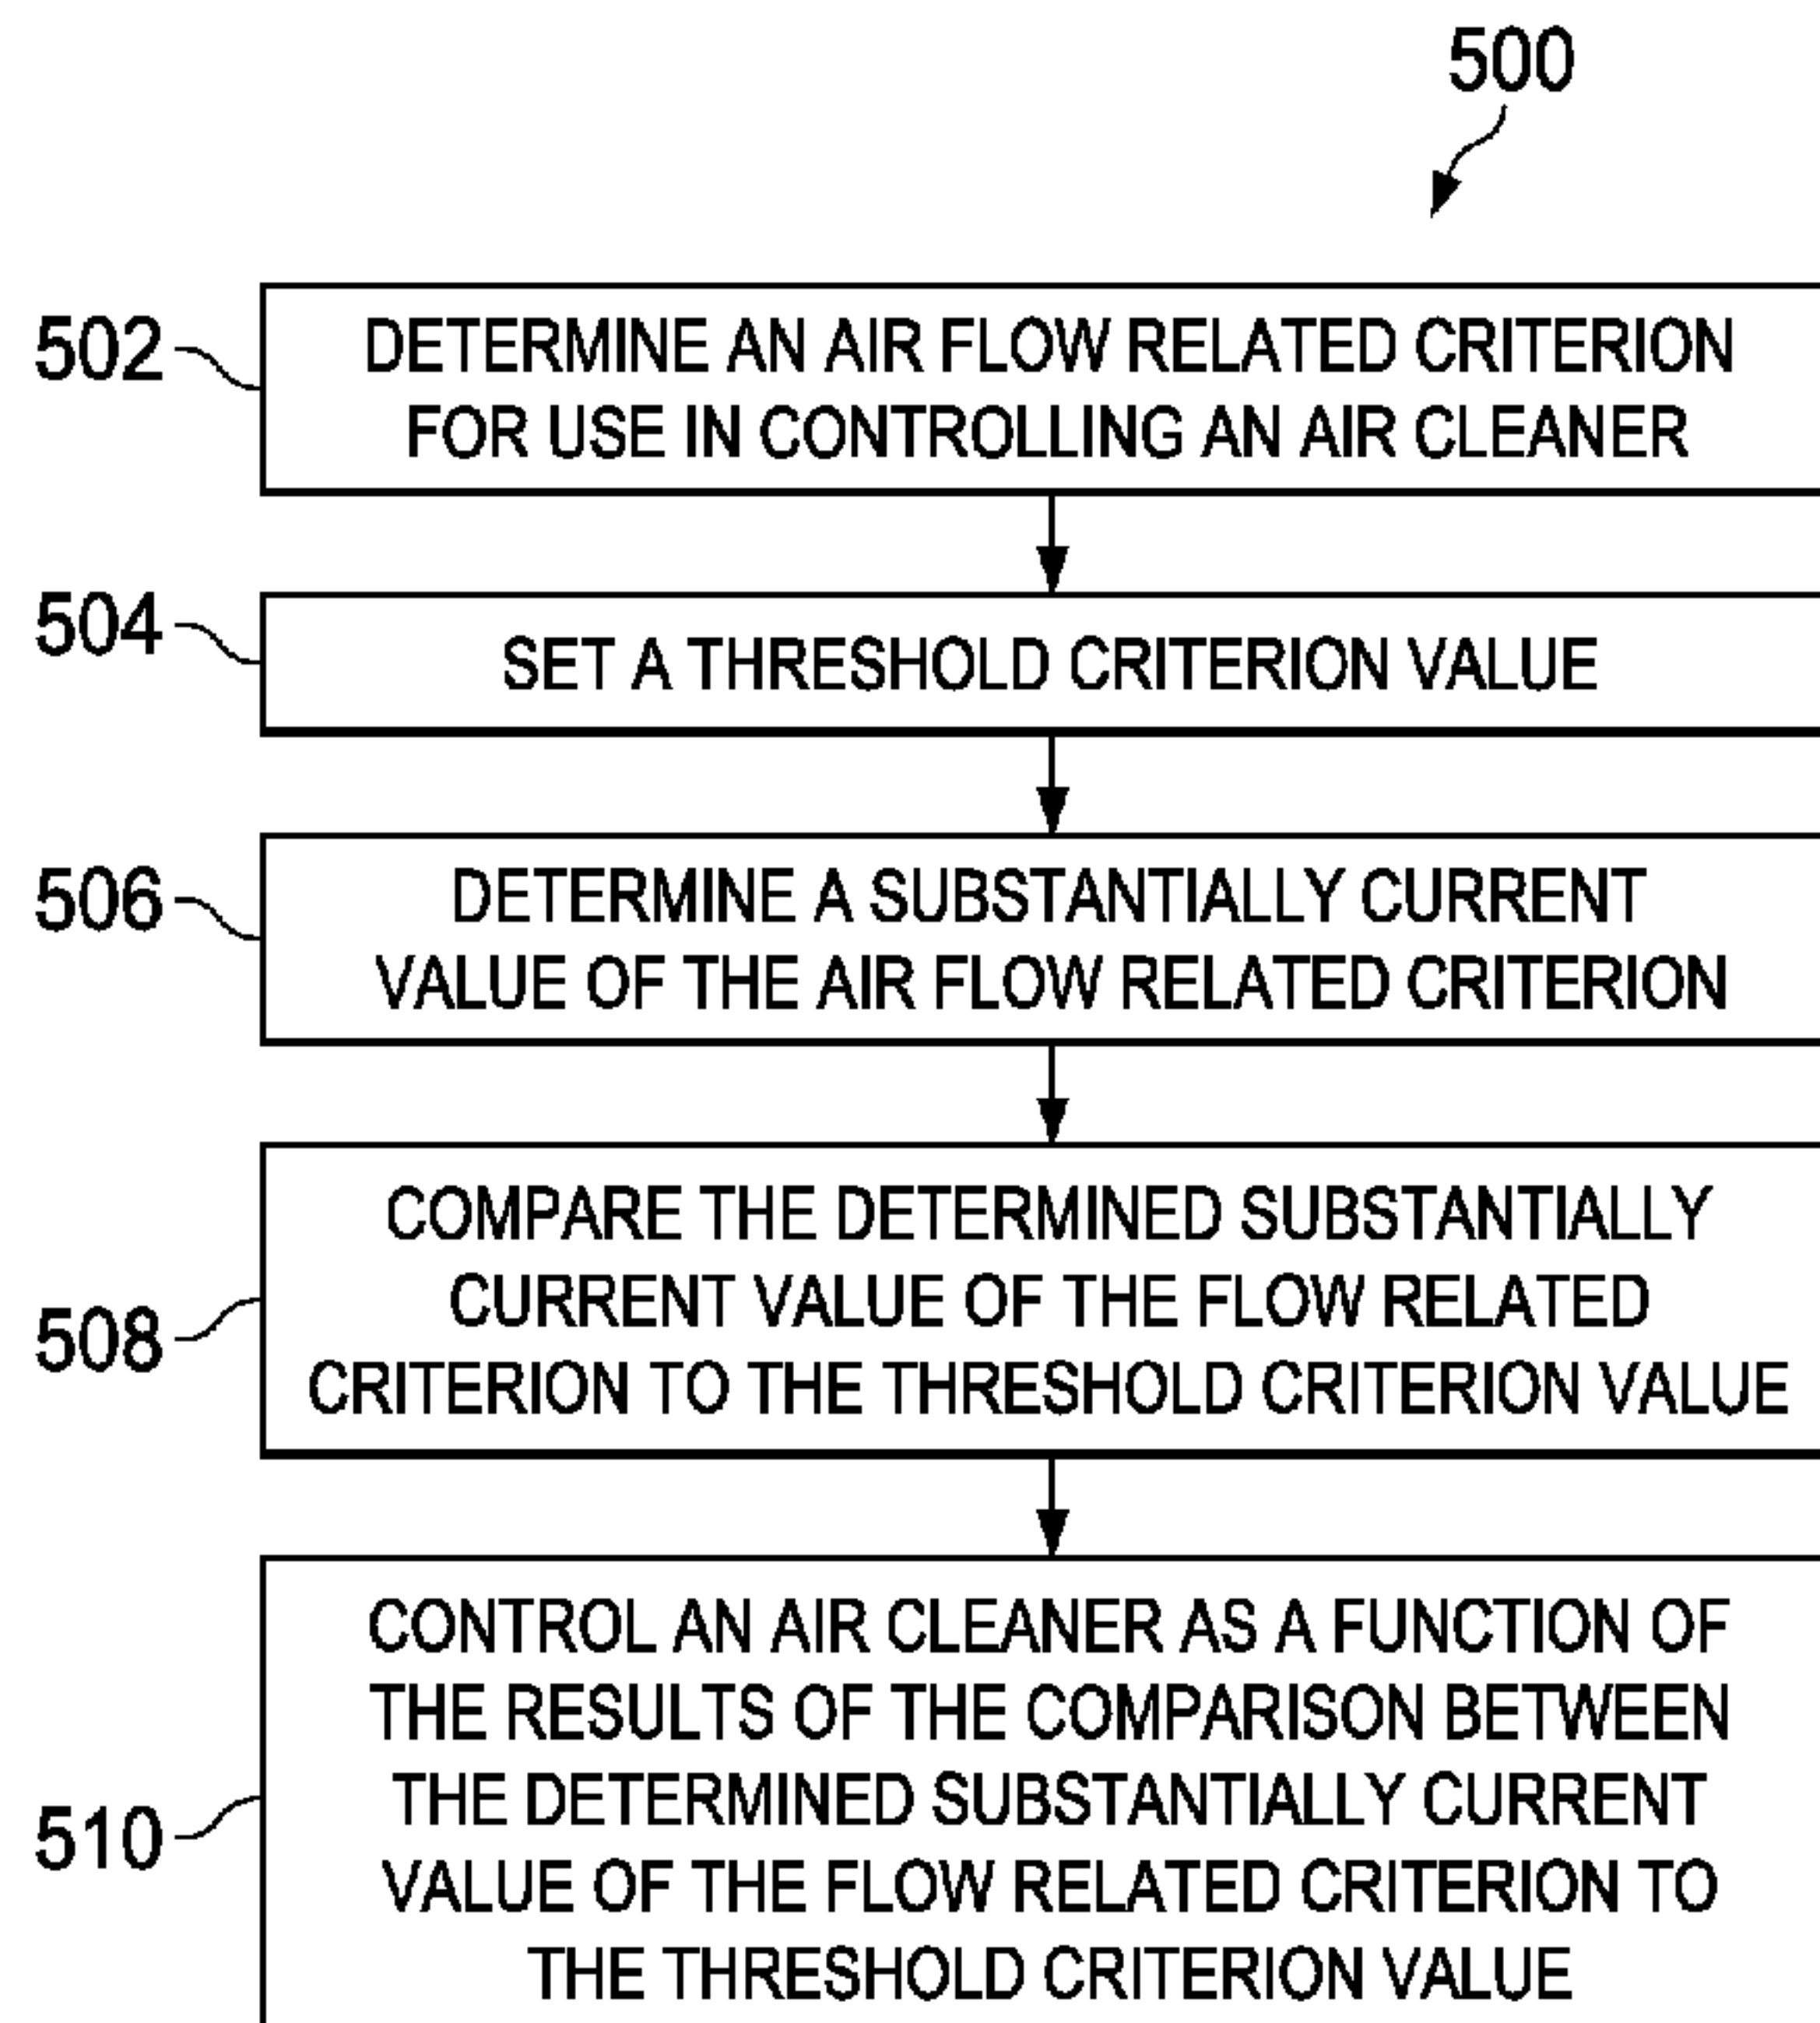 500
502
DETERMINE AN AIR FLOW RELATED CRITERION
FOR USE IN CONTROLLING AN AIR CLEANER
504
SET A THRESHOLD CRITERION VALUE
506
DETERMINE A SUBSTANTIALLY CURRENT
VALUE OF THE AIR FLOW RELATED CRITERION
508
COMPARE THE DETERMINED SUBSTANTIALLY
CURRENT VALUE OF THE FLOW RELATED
CRITERION TO THE THRESHOLD CRITERION VALUE
510
CONTROL AN AIR CLEANER AS A FUNCTION OF
THE RESULTS OF THE COMPARISON BETWEEN
THE DETERMINED SUBSTANTIALLY CURRENT
VALUE OF THE FLOW RELATED CRITERION TO
THE THRESHOLD CRITERION VALUE